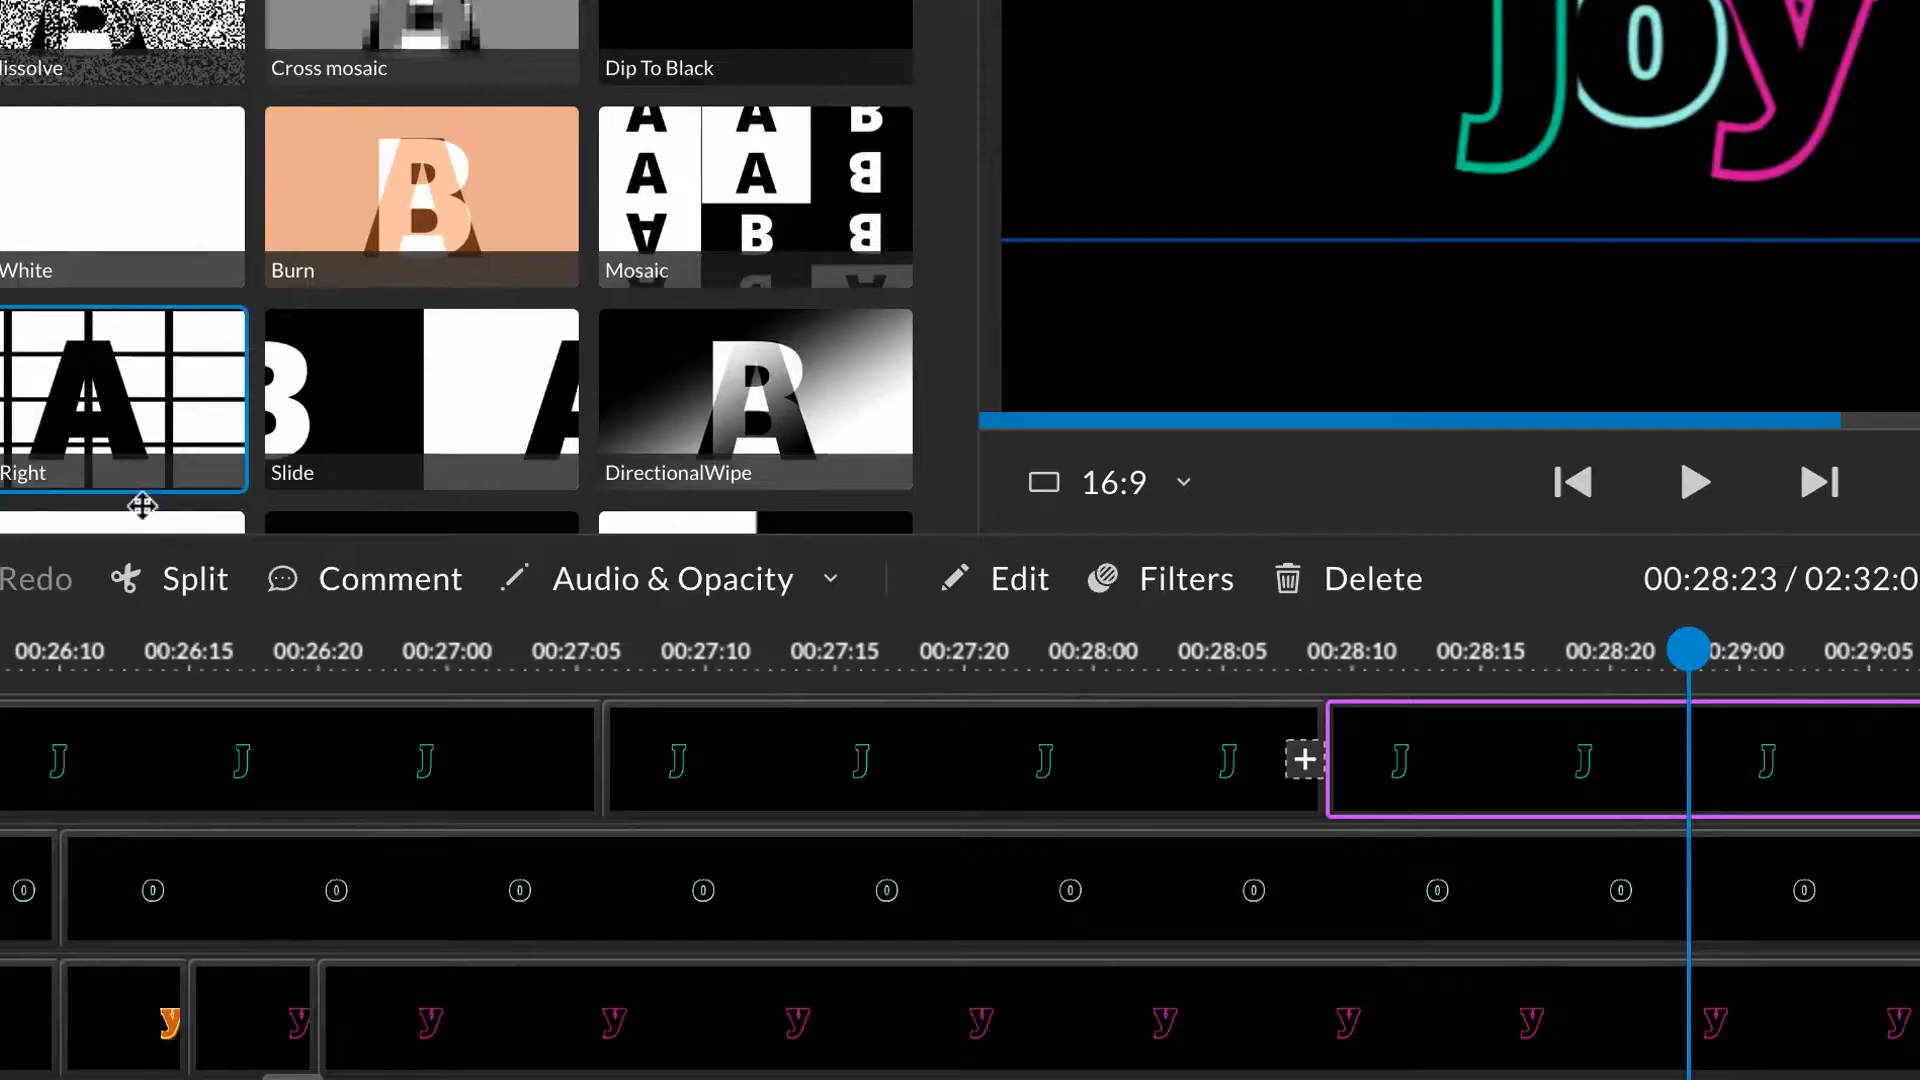 issolve
Cross mosaic
Dip To Black
Joy
White
Burn
Mosaic
A A B
A A B
A B B
B
B
A
B A
B A
Right
Slide
DirectionalWipe
16:9
Redo
Split
Comment
Audio & Opacity
Edit
Filters
Delete
00:28:23 / 02:32:0
00:26:10 00:26:15 00:26:20 00:27:00 00:27:05 00:27:10 00:27:15 00:27:20 00:28:00 00:28:05 00:28:10 00:28:15 00:28:20 0:29:00 00:29:05
J J J J J J J J J J
o o o o o o o o o o o
y y y y y y y y y y y